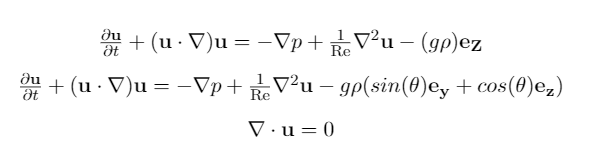 ∂u/∂t + (u · ∇)u = −∇p + 1/Re ∇²u − (gρ)e_Z
∂u/∂t + (u · ∇)u = −∇p + 1/Re ∇²u − gρ(sin(θ)e_y + cos(θ)e_z)
∇ · u = 0